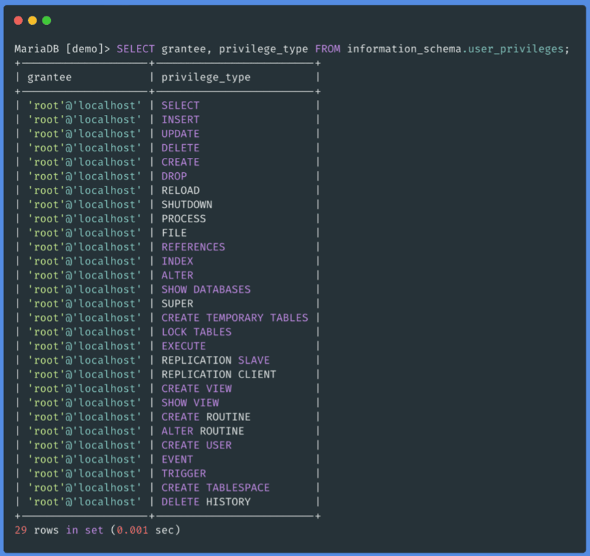 MariaDB [demo]> SELECT grantee, privilege_type FROM information_schema.user_privileges;
+---------------------+-------------------------+
| grantee             | privilege_type          |
+---------------------+-------------------------+
| 'root'@'localhost' | SELECT                  |
| 'root'@'localhost' | INSERT                  |
| 'root'@'localhost' | UPDATE                  |
| 'root'@'localhost' | DELETE                  |
| 'root'@'localhost' | CREATE                  |
| 'root'@'localhost' | DROP                    |
| 'root'@'localhost' | RELOAD                  |
| 'root'@'localhost' | SHUTDOWN                |
| 'root'@'localhost' | PROCESS                 |
| 'root'@'localhost' | FILE                    |
| 'root'@'localhost' | REFERENCES              |
| 'root'@'localhost' | INDEX                   |
| 'root'@'localhost' | ALTER                   |
| 'root'@'localhost' | SHOW DATABASES          |
| 'root'@'localhost' | SUPER                   |
| 'root'@'localhost' | CREATE TEMPORARY TABLES |
| 'root'@'localhost' | LOCK TABLES             |
| 'root'@'localhost' | EXECUTE                 |
| 'root'@'localhost' | REPLICATION SLAVE       |
| 'root'@'localhost' | REPLICATION CLIENT      |
| 'root'@'localhost' | CREATE VIEW             |
| 'root'@'localhost' | SHOW VIEW               |
| 'root'@'localhost' | CREATE ROUTINE          |
| 'root'@'localhost' | ALTER ROUTINE           |
| 'root'@'localhost' | CREATE USER             |
| 'root'@'localhost' | EVENT                   |
| 'root'@'localhost' | TRIGGER                 |
| 'root'@'localhost' | CREATE TABLESPACE       |
| 'root'@'localhost' | DELETE HISTORY          |
+---------------------+-------------------------+
29 rows in set (0.001 sec)